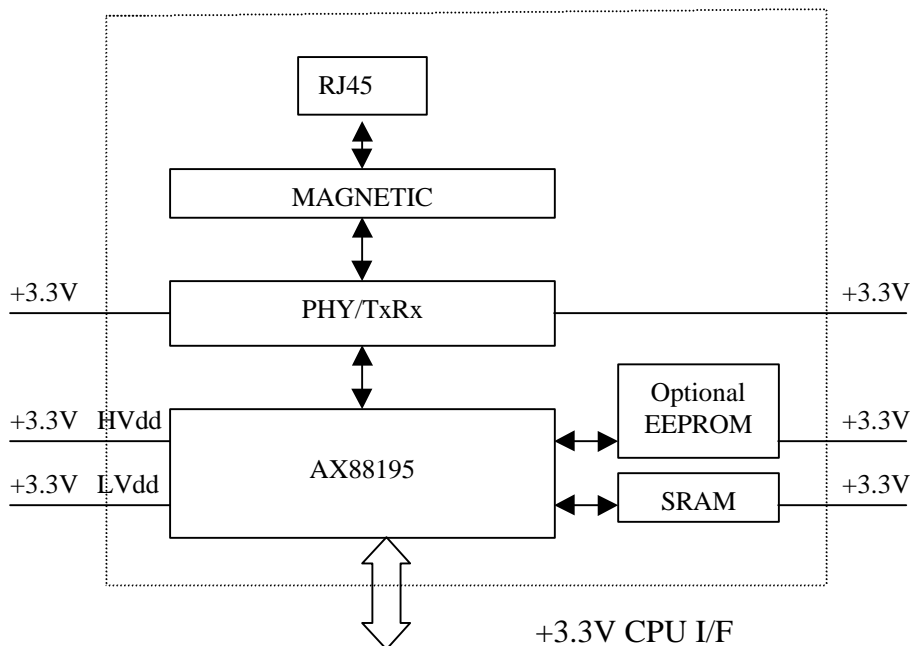 RJ45
MAGNETIC
+3.3V
PHY/TxRx
+3.3V
Optional
EEPROM
+3.3V HVdd
+3.3V
AX88195
+3.3V LVdd
SRAM
+3.3V
+3.3V CPU I/F